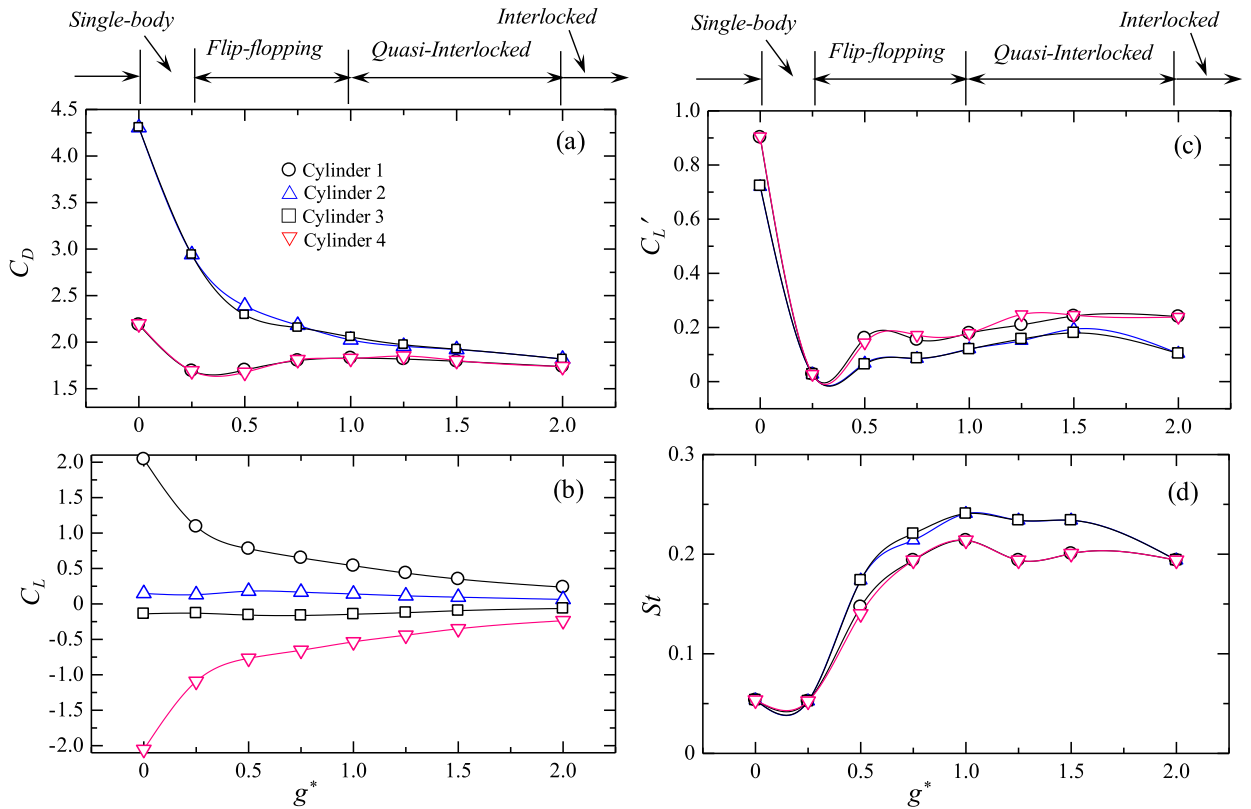 Single-body
Flip-flopping
Quasi-Interlocked
Interlocked
Single-body
Flip-flopping
Quasi-Interlocked
Interlocked
(a)
4.5
4.0
3.5
3.0
2.5
2.0
1.5
C_D
Cylinder 1
Cylinder 2
Cylinder 3
Cylinder 4
0 0.5 1.0 1.5 2.0
(c)
1.0
0.8
0.6
0.4
0.2
0
C_L′
0 0.5 1.0 1.5 2.0
(b)
2.0
1.5
1.0
0.5
0
-0.5
-1.0
-1.5
-2.0
C_L
0 0.5 1.0 1.5 2.0
g*
(d)
0.3
0.2
0.1
0
St
0 0.5 1.0 1.5 2.0
g*